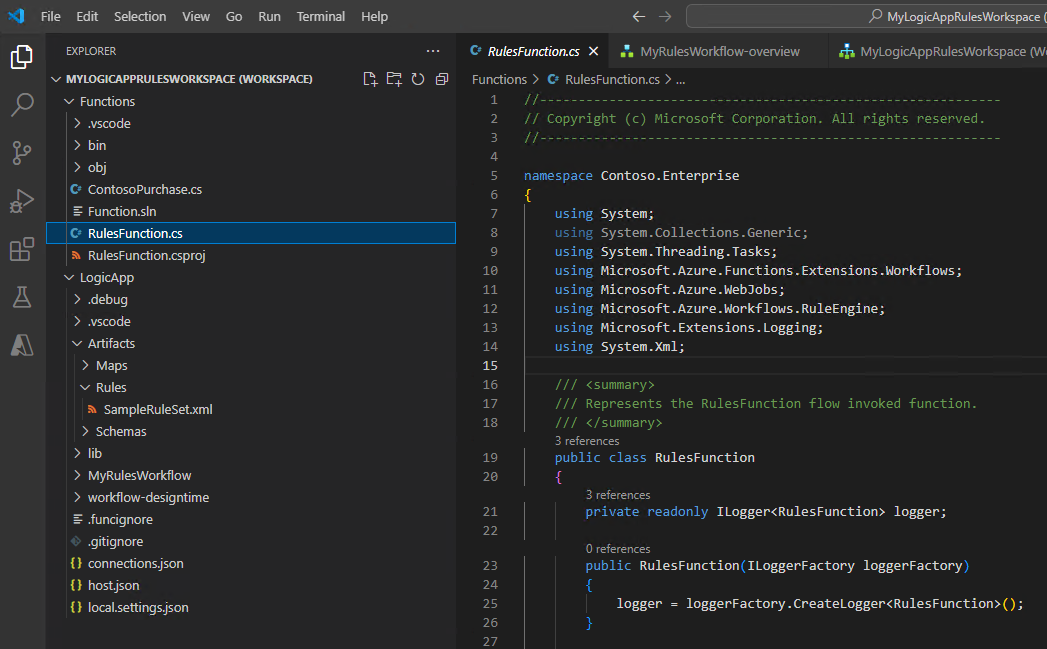 File Edit Selection View Go Run Terminal Help
MyLogicAppRulesWorkspace (
EXPLORER
MYLOGICAPPRULESWORKSPACE (WORKSPACE)
Functions
.vscode
bin
obj
ContosoPurchase.cs
Function.sln
RulesFunction.cs
RulesFunction.csproj
LogicApp
.debug
.vscode
Artifacts
Maps
Rules
SampleRuleSet.xml
Schemas
lib
MyRulesWorkflow
workflow-designtime
.funcignore
.gitignore
connections.json
host.json
local.settings.json
RulesFunction.cs MyRulesWorkflow-overview MyLogicAppRulesWorkspace (W
Functions > RulesFunction.cs > ...
1 //------------------------------------------------------------
2 // Copyright (c) Microsoft Corporation. All rights reserved.
3 //------------------------------------------------------------
4
5 namespace Contoso.Enterprise
6 {
7 using System;
8 using System.Collections.Generic;
9 using System.Threading.Tasks;
10 using Microsoft.Azure.Functions.Extensions.Workflows;
11 using Microsoft.Azure.WebJobs;
12 using Microsoft.Azure.Workflows.RuleEngine;
13 using Microsoft.Extensions.Logging;
14 using System.Xml;
15
16 /// <summary>
17 /// Represents the RulesFunction flow invoked function.
18 /// </summary>
3 references
19 public class RulesFunction
20 {
3 references
21 private readonly ILogger<RulesFunction> logger;
22
0 references
23 public RulesFunction(ILoggerFactory loggerFactory)
24 {
25 logger = loggerFactory.CreateLogger<RulesFunction>();
26 }
27